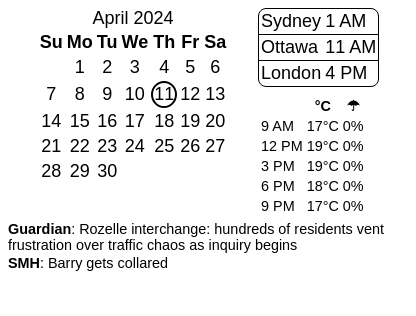 April 2024
Su Mo Tu We Th Fr Sa
1 2 3 4 5 6
7 8 9 10 11 12 13
14 15 16 17 18 19 20
21 22 23 24 25 26 27
28 29 30
Sydney 1 AM
Ottawa 11 AM
London 4 PM
°C ☂
9 AM 17°C 0%
12 PM 19°C 0%
3 PM 19°C 0%
6 PM 18°C 0%
9 PM 17°C 0%
Guardian: Rozelle interchange: hundreds of residents vent
frustration over traffic chaos as inquiry begins
SMH: Barry gets collared